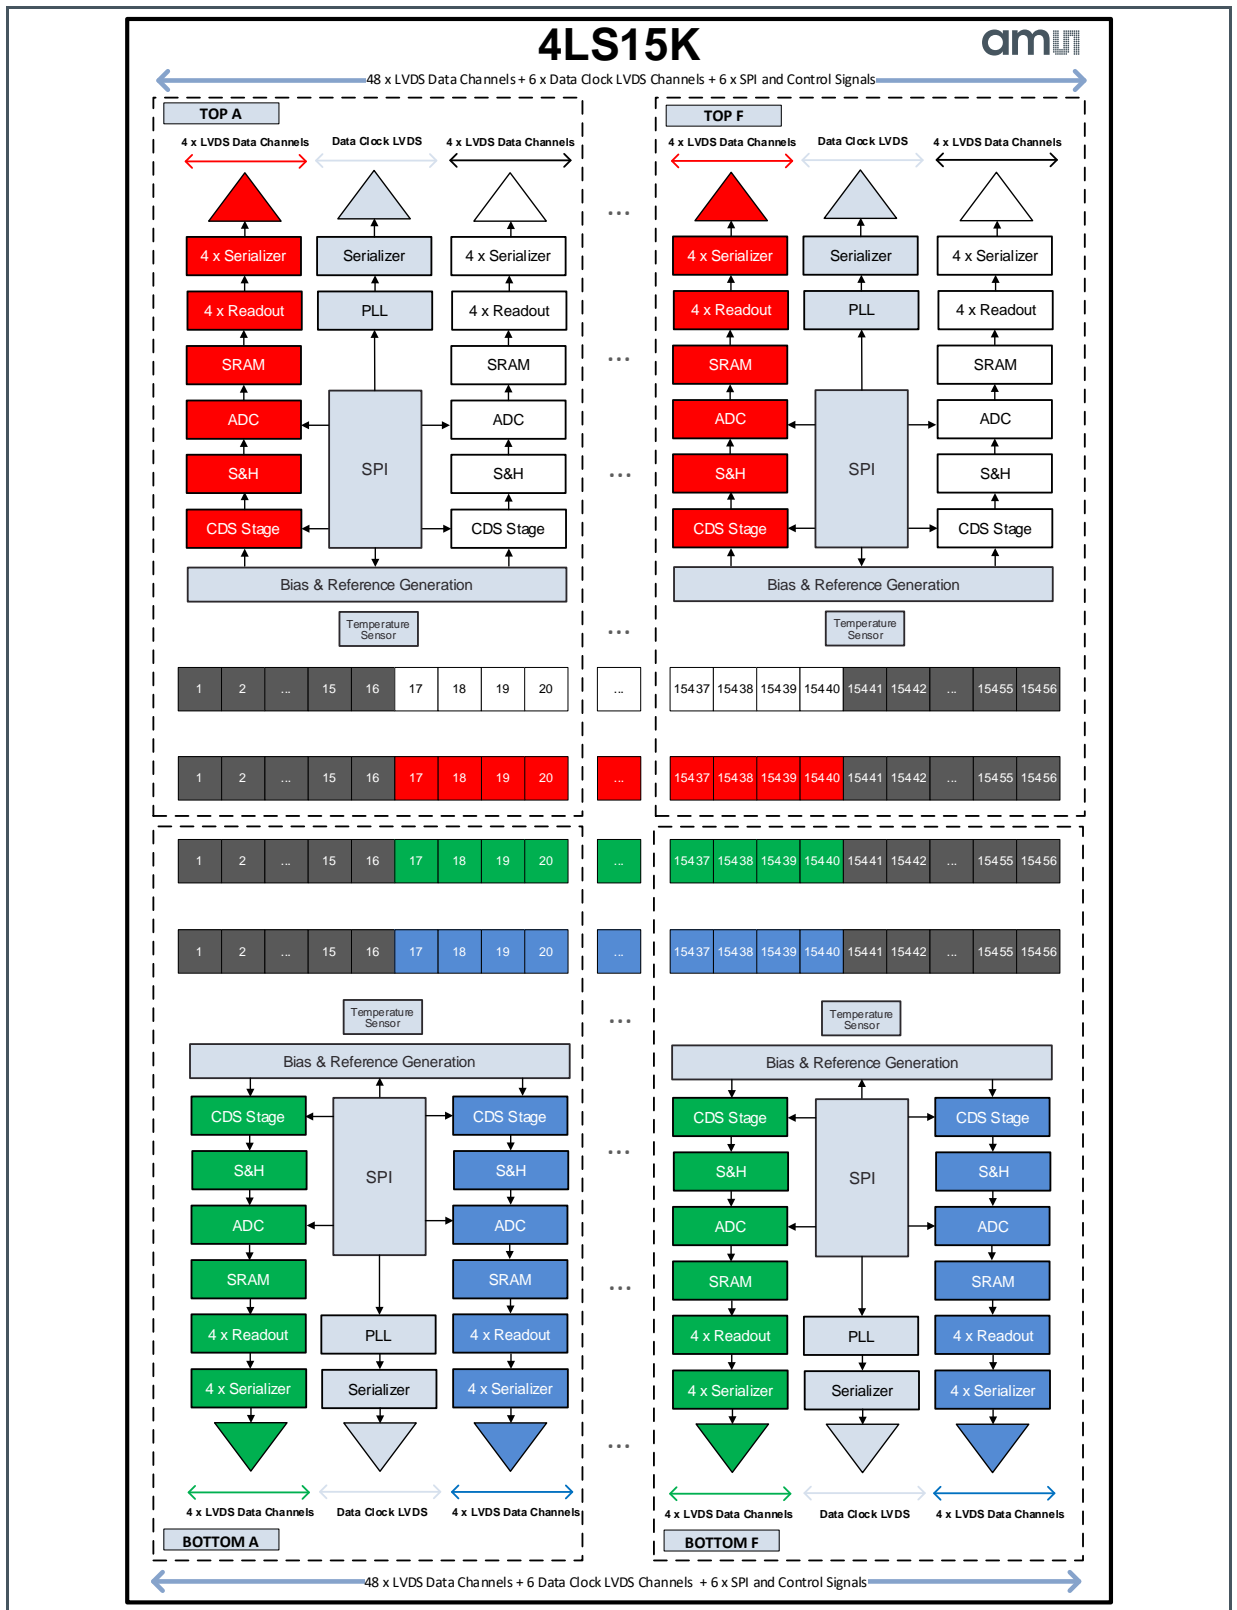 4LS15K
amu
48 x LVDS Data Channels + 6 x Data Clock LVDS Channels + 6 x SPI and Control Signals
TOP A
4 x LVDS Data Channels
Data Clock LVDS
4 x LVDS Data Channels
4 x Serializer
Serializer
4 x Serializer
4 x Readout
PLL
4 x Readout
SRAM
SRAM
ADC
SPI
ADC
S&H
S&H
CDS Stage
CDS Stage
Bias & Reference Generation
Temperature
Sensor
...
...
...
...
TOP F
4 x LVDS Data Channels
Data Clock LVDS
4 x LVDS Data Channels
4 x Serializer
Serializer
4 x Serializer
4 x Readout
PLL
4 x Readout
SRAM
SRAM
ADC
SPI
ADC
S&H
S&H
CDS Stage
CDS Stage
Bias & Reference Generation
Temperature
Sensor
1 2 ... 15 16 17 18 19 20 ... 15437 15438 15439 15440 15441 15442 ... 15455 15456
1 2 ... 15 16 17 18 19 20 ... 15437 15438 15439 15440 15441 15442 ... 15455 15456
1 2 ... 15 16 17 18 19 20 ... 15437 15438 15439 15440 15441 15442 ... 15455 15456
1 2 ... 15 16 17 18 19 20 ... 15437 15438 15439 15440 15441 15442 ... 15455 15456
Temperature
Sensor
Bias & Reference Generation
CDS Stage
CDS Stage
S&H
SPI
S&H
ADC
ADC
SRAM
SRAM
4 x Readout
PLL
4 x Readout
4 x Serializer
Serializer
4 x Serializer
4 x LVDS Data Channels
Data Clock LVDS
4 x LVDS Data Channels
BOTTOM A
...
...
...
...
Temperature
Sensor
Bias & Reference Generation
CDS Stage
CDS Stage
S&H
SPI
S&H
ADC
ADC
SRAM
SRAM
4 x Readout
PLL
4 x Readout
4 x Serializer
Serializer
4 x Serializer
4 x LVDS Data Channels
Data Clock LVDS
4 x LVDS Data Channels
BOTTOM F
48 x LVDS Data Channels + 6 Data Clock LVDS Channels + 6 x SPI and Control Signals